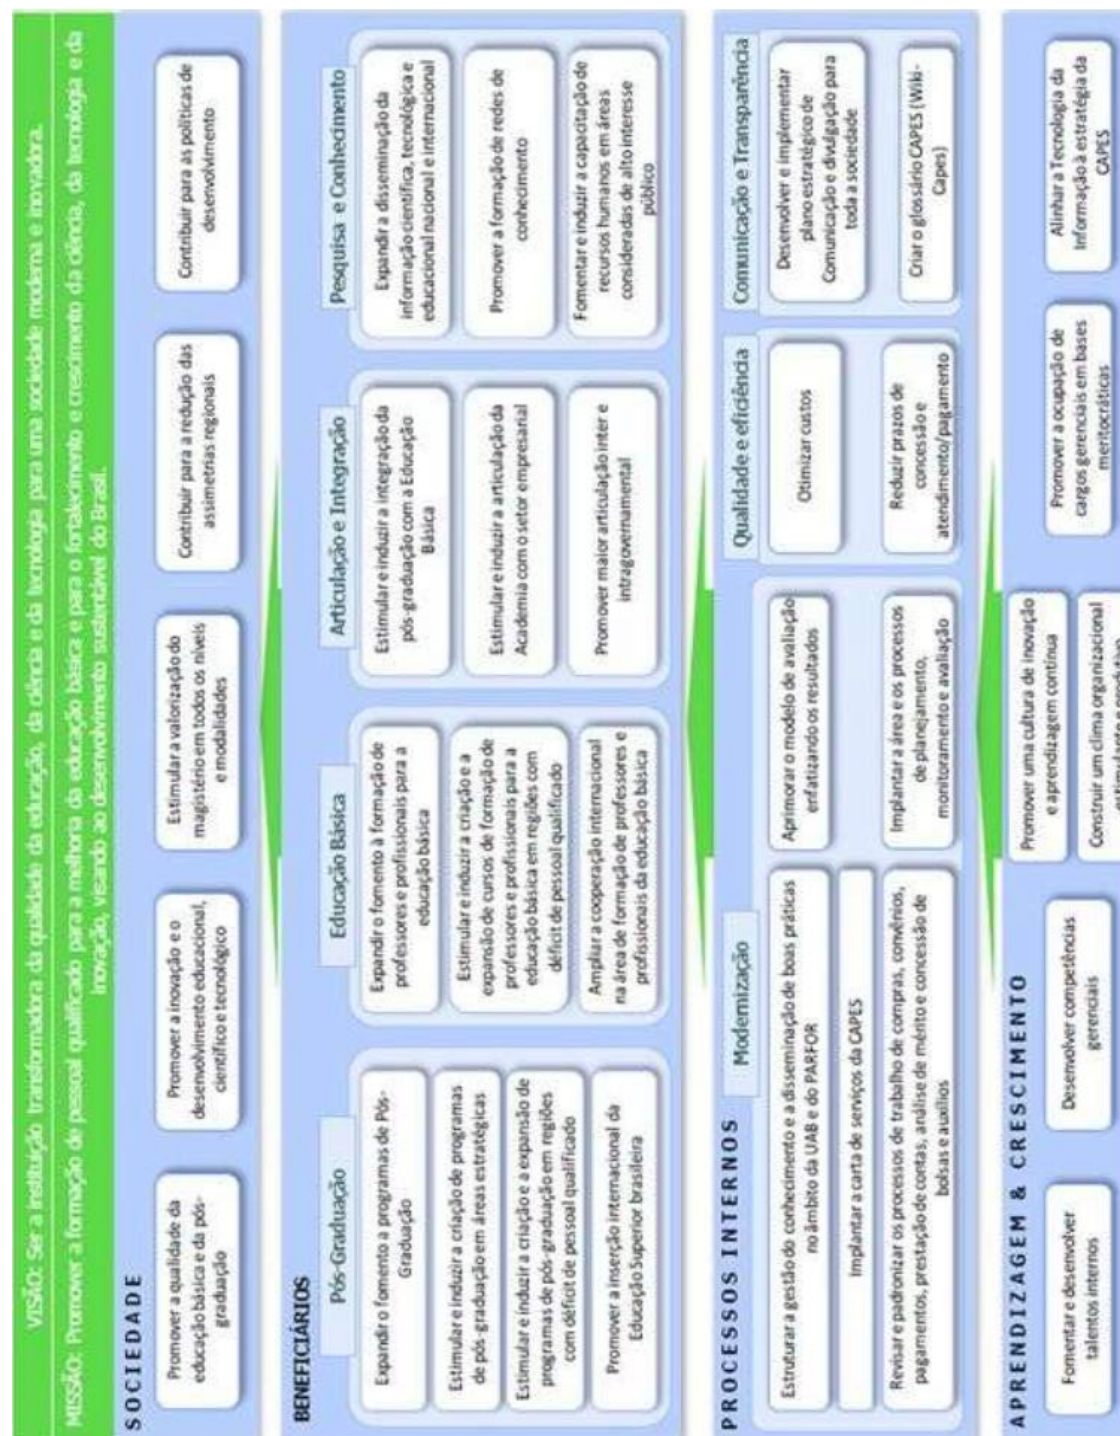 VISÃO: Ser a instituição transformadora da qualidade da educação, da ciência e da tecnologia para uma sociedade moderna e inovadora.
MISSÃO: Promover a formação de pessoal qualificado para a melhoria da educação básica e para o fortalecimento e crescimento da ciência, da tecnologia e da
inovação, visando ao desenvolvimento sustentável do Brasil.
SOCIEDADE
Promover a qualidade da
educação básica e da pós-
graduação
Promover a inovação e o
desenvolvimento educacional,
científico e tecnológico
Estimular a valorização do
magistério em todos os níveis
e modalidades
Contribuir para a redução das
assimetrias regionais
Contribuir para as políticas de
desenvolvimento
BENEFICIÁRIOS
Pós-Graduação
Expandir o fomento a programas de Pós-
Graduação
Estimular e induzir a criação de programas
de pós-graduação em áreas estratégicas
Estimular e induzir a criação e a expansão de
programas de pós-graduação em regiões
com déficit de pessoal qualificado
Promover a inserção internacional da
Educação Superior brasileira
Educação Básica
Expandir o fomento à formação de
professores e profissionais para a
educação básica
Estimular e induzir a criação e a
expansão de cursos de formação de
professores e profissionais para a
educação básica em regiões com
déficit de pessoal qualificado
Ampliar a cooperação internacional
na área de formação de professores e
profissionais da educação básica
Articulação e Integração
Estimular e induzir a integração da
pós-graduação com a Educação
Básica
Estimular e induzir a articulação da
Academia com o setor empresarial
Promover maior articulação inter e
intragovernamental
Pesquisa e Conhecimento
Expandir a disseminação da
informação científica, tecnológica e
educacional nacional e internacional
Promover a formação de redes de
conhecimento
Fomentar e induzir a capacitação de
recursos humanos em áreas
consideradas de alto interesse
público
PROCESSOS INTERNOS
Modernização
Estruturar a gestão do conhecimento e a disseminação de boas práticas
no âmbito da UAB e do PARFOR
Implantar a carta de serviços da CAPES
Revisar e padronizar os processos de trabalho de compras, convênios,
pagamentos, prestação de contas, análise de mérito e concessão de
bolsas e auxílios
Aprimorar o modelo de avaliação
enfatizando os resultados
Implantar a área e os processos
de planejamento,
monitoramento e avaliação
Qualidade e eficiência
Otimizar custos
Reduzir prazos de
concessão e
atendimento/pagamento
Comunicação e Transparência
Desenvolver e implementar
plano estratégico de
Comunicação e divulgação para
toda a sociedade
Criar o glossário CAPES (Wiki-
Capes)
APRENDIZAGEM & CRESCIMENTO
Fomentar e desenvolver
talentos internos
Desenvolver competências
gerenciais
Promover uma cultura de inovação
e aprendizagem contínua
Construir um clima organizacional
Promover a ocupação de
cargos gerenciais em bases
meritocráticas
Alinhar a Tecnologia da
Informação à estratégia da
CAPES